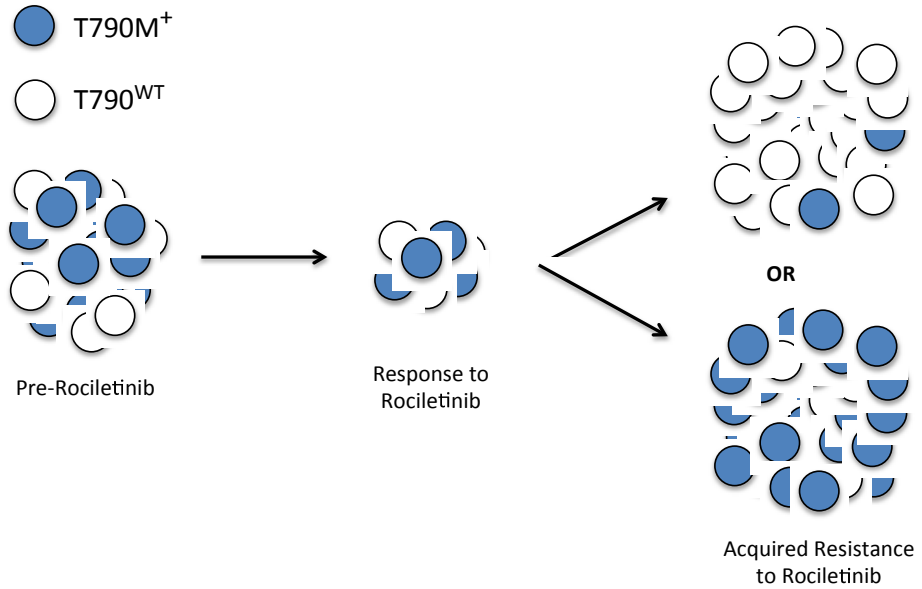 T790M⁺
T790ᵂᵀ
Pre-Rociletinib
Response to
Rociletinib
OR
Acquired Resistance
to Rociletinib